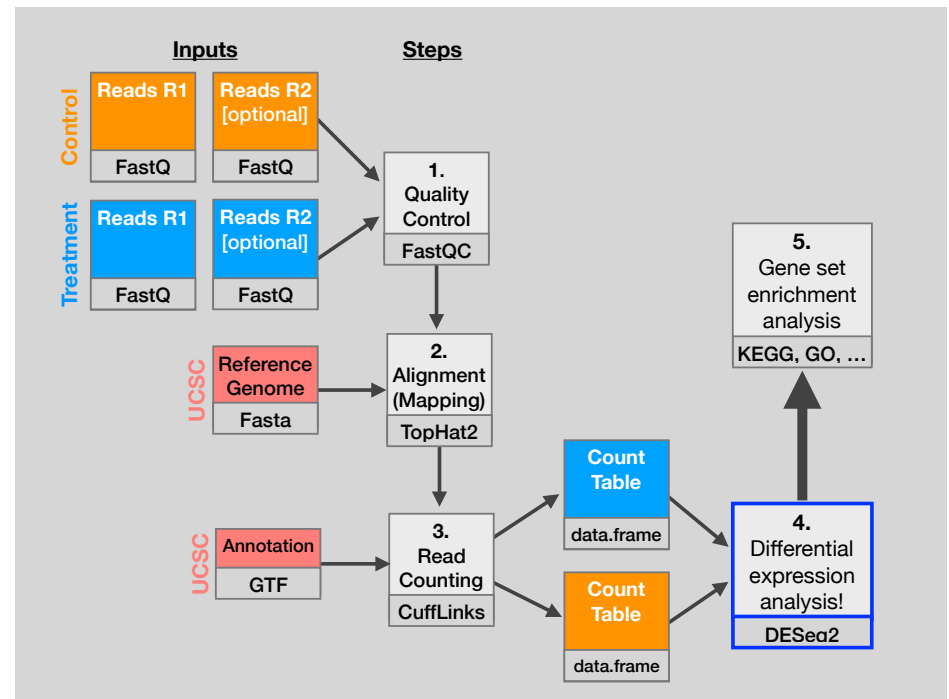 Inputs
Steps
Control
Reads R1
FastQ
Reads R2
[optional]
FastQ
Treatment
Reads R1
FastQ
Reads R2
[optional]
FastQ
1.
Quality
Control
FastQC
UCSC
Reference
Genome
Fasta
2.
Alignment
(Mapping)
TopHat2
UCSC
Annotation
GTF
3.
Read
Counting
CuffLinks
Count
Table
data.frame
Count
Table
data.frame
4.
Differential
expression
analysis!
DESeq2
5.
Gene set
enrichment
analysis
KEGG, GO, …